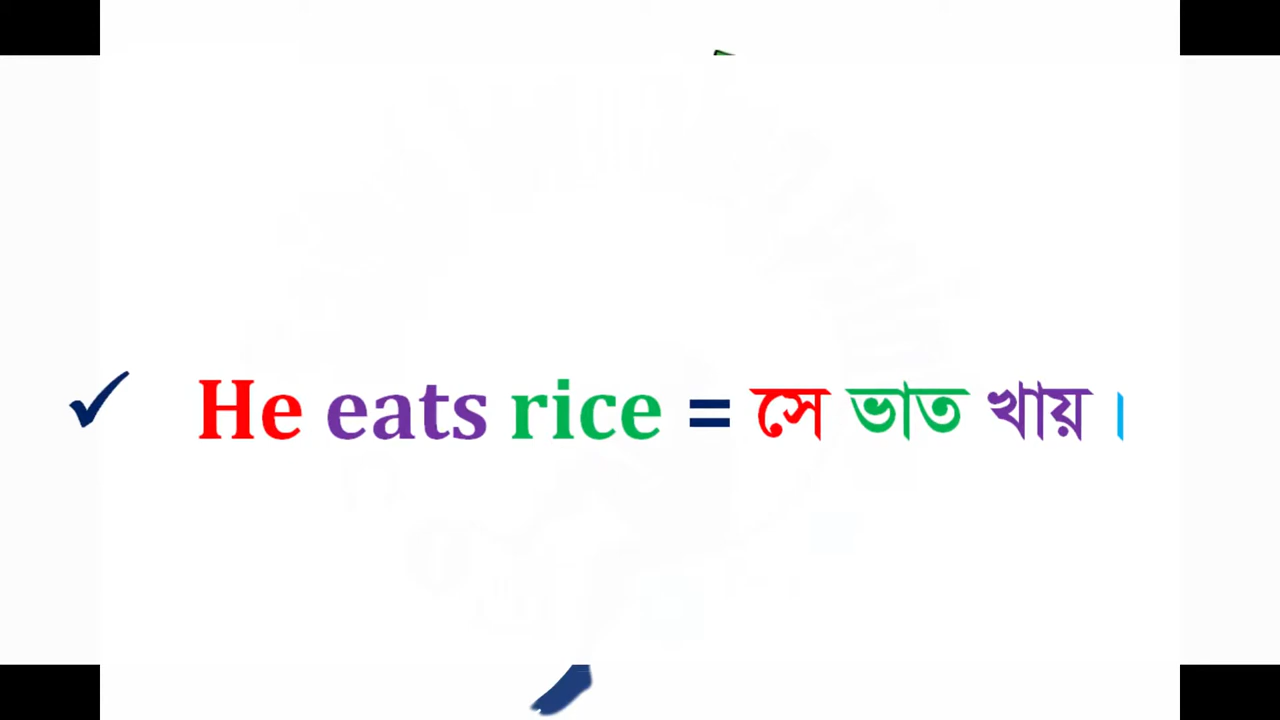 He eats rice = সে ভাত খায়।